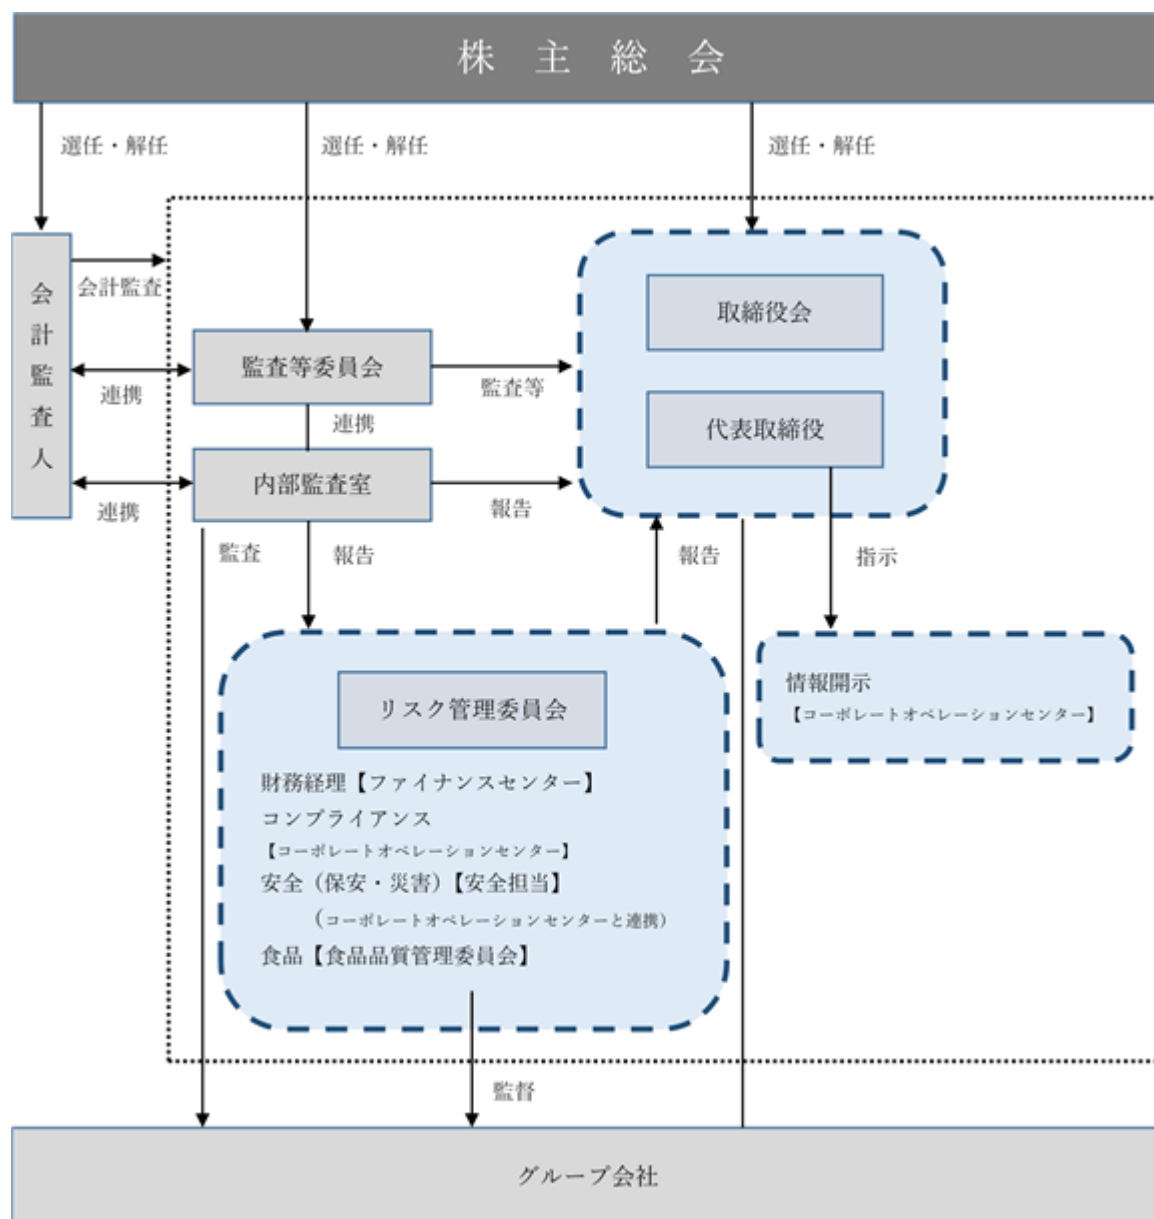 株主総会
選任・解任
選任・解任
選任・解任
会計監査人
会計監査
連携
連携
監査等委員会
監査等
連携
内部監査室
報告
取締役会
代表取締役
監査
報告
報告
指示
リスク管理委員会
財務経理【ファイナンスセンター】
コンプライアンス
【コーポレートオペレーションセンター】
安全（保安・災害）【安全担当】
（コーポレートオペレーションセンターと連携）
食品【食品品質管理委員会】
情報開示
【コーポレートオペレーションセンター】
監督
グループ会社